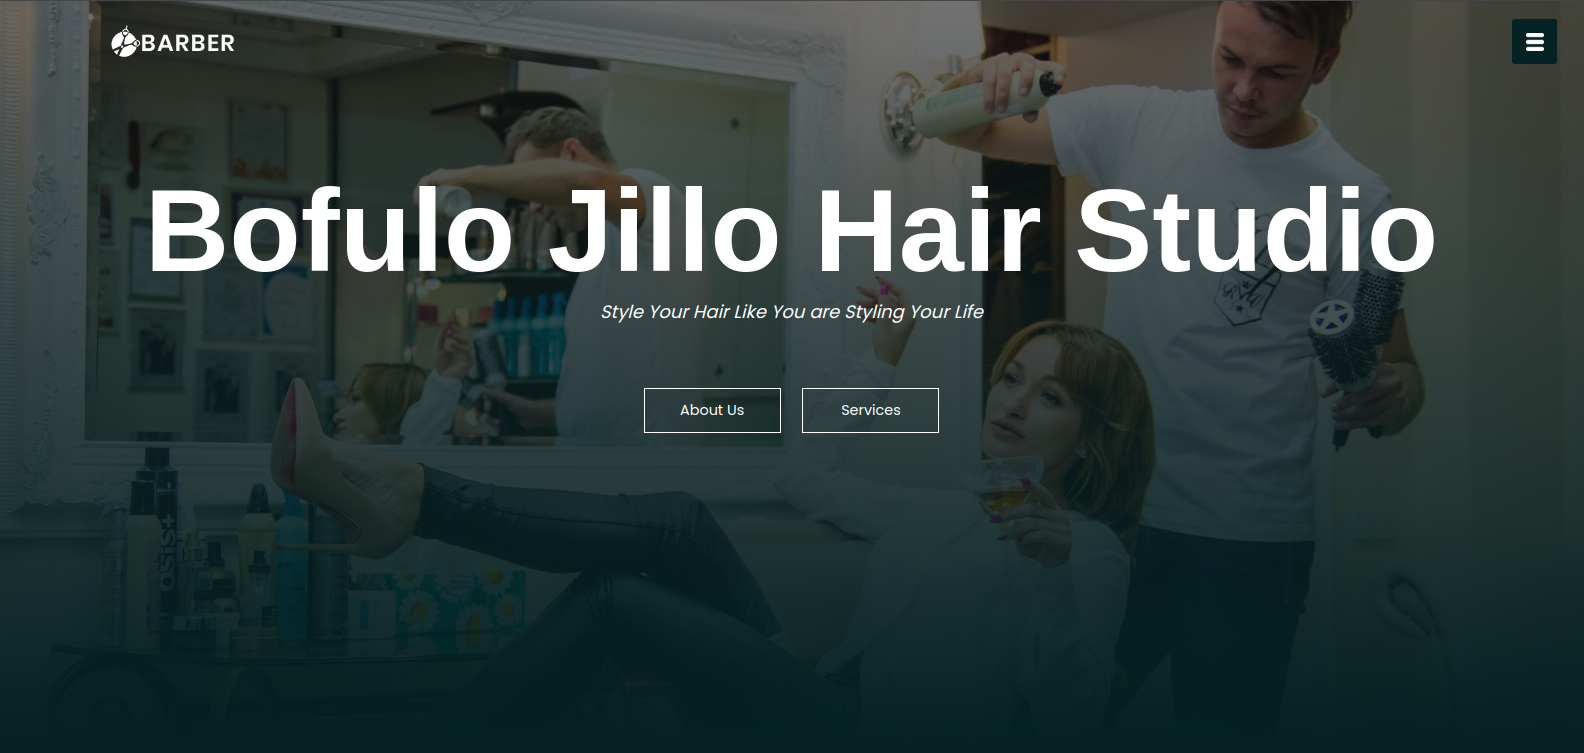 BARBER
Bofulo Jillo Hair Studio
Style Your Hair Like You are Styling Your Life
About Us
Services
osis+